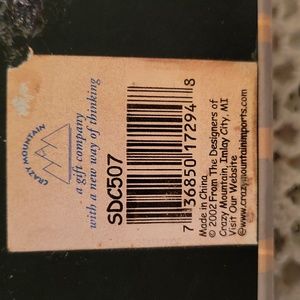 CRAZY MOUNTAIN
a gift company
with a new way of thinking
SDC507
7 36850 17294 8
Made in China
© 2002 From The Designers of
Crazy Mountain, Imlay City, MI
Visit Our Website
@www.crazymountainimports.com